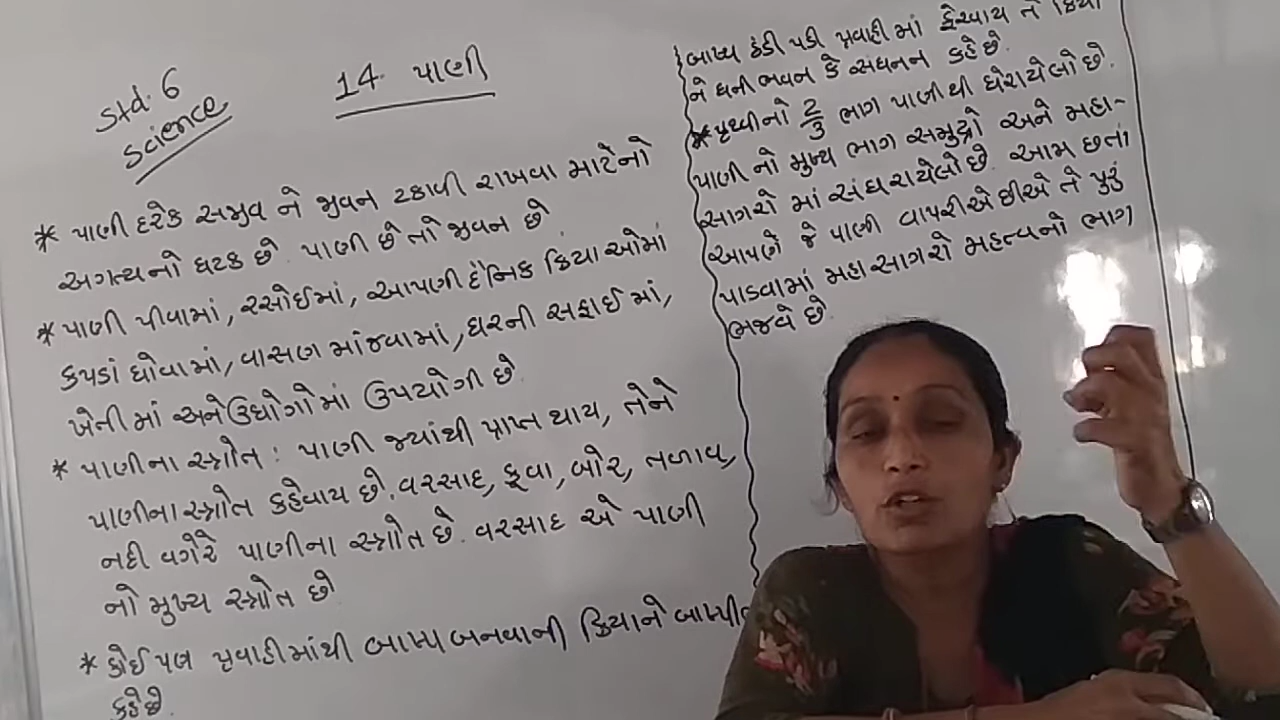 Std. 6
Science
14. પાણી
* પાણી દરેક સજીવ ને જીવન ટકાવી રાખવા માટેનો
અગત્યનો ઘટક છે. પાણી છે તો જીવન છે
* પાણી પીવામાં, રસોઈમાં, આપણી દૈનિક ક્રિયાઓમાં
કપડાં ધોવામાં, વાસણ માંજવામાં, ઘરની સફાઈ માં,
ખેતી માં અને ઉદ્યોગોમાં ઉપયોગી છે
* પાણીના સ્ત્રોત : પાણી જ્યાંથી પ્રાપ્ત થાય, તેને
પાણીના સ્ત્રોત કહેવાય છે. વરસાદ, કૂવા, બોર, તળાવ,
નદી વગેરે પાણીના સ્ત્રોત છે. વરસાદ એ પાણી
નો મુખ્ય સ્ત્રોત છે
* કોઈ પણ પ્રવાહીમાંથી બાષ્પ બનવાની ક્રિયાને
કહે છે.
બાષ્પ ઠંડી પડી પ્રવાહી માં ફેરવાય તે ક્રિયા
ને ઘની ભવન કે સંઘનન કહે છે.
* પૃથ્વીનો 2/3 ભાગ પાણીથી ઘેરાયેલો છે.
પાણી નો મુખ્ય ભાગ સમુદ્રો અને મહા-
સાગરો માં સંઘરાયેલો છે. આમ છતાં
આપણે જે પાણી વાપરીએ છીએ તે પુરું
પાડવામાં મહાસાગરો મહત્વનો ભાગ
ભજવે છે.